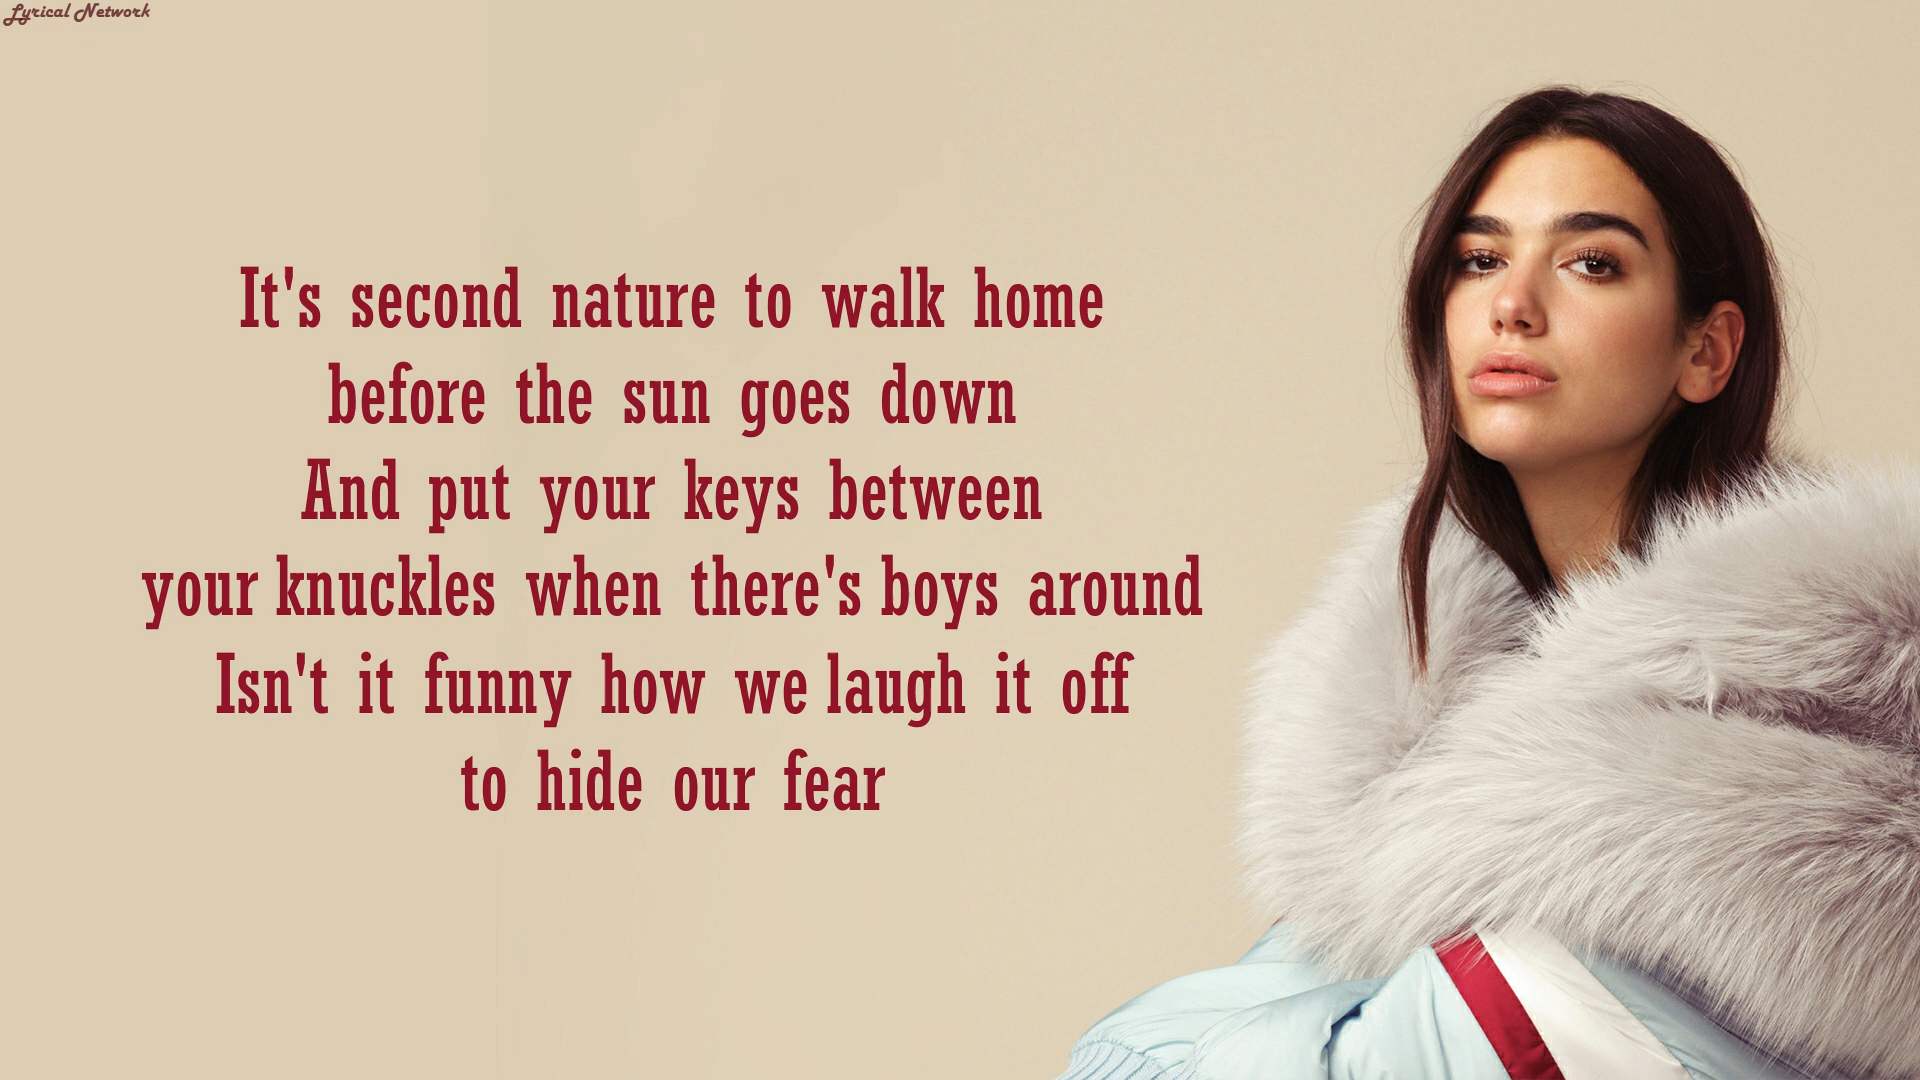 Lyrical Network
It's second nature to walk home
before the sun goes down
And put your keys between
your knuckles when there's boys around
Isn't it funny how we laugh it off
to hide our fear